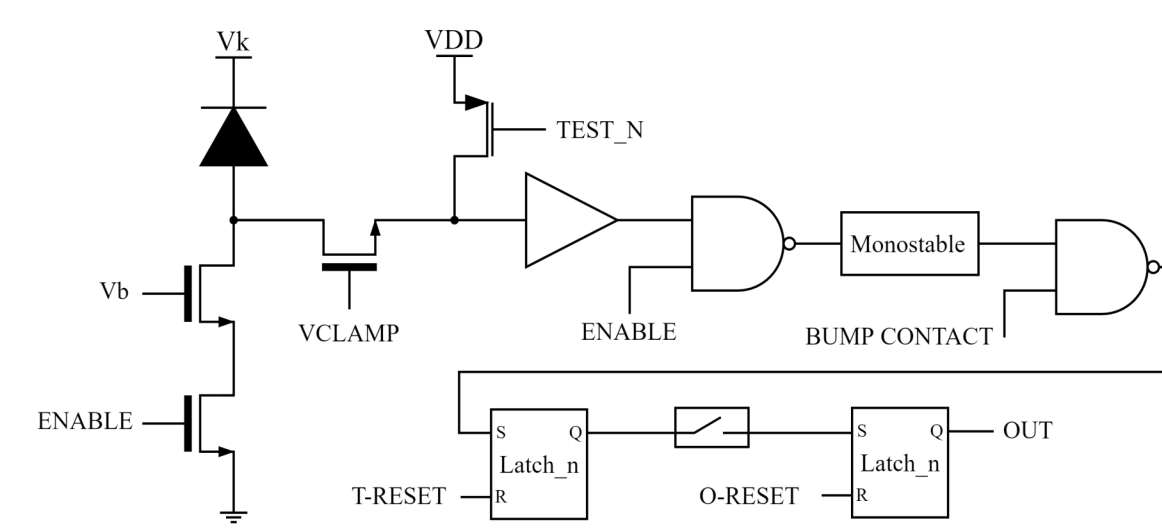 Vk
VDD
TEST_N
Monostable
Vb
VCLAMP
ENABLE
BUMP CONTACT
ENABLE
S
Q
Latch_n
T-RESET
R
S
Q
OUT
Latch_n
O-RESET
R